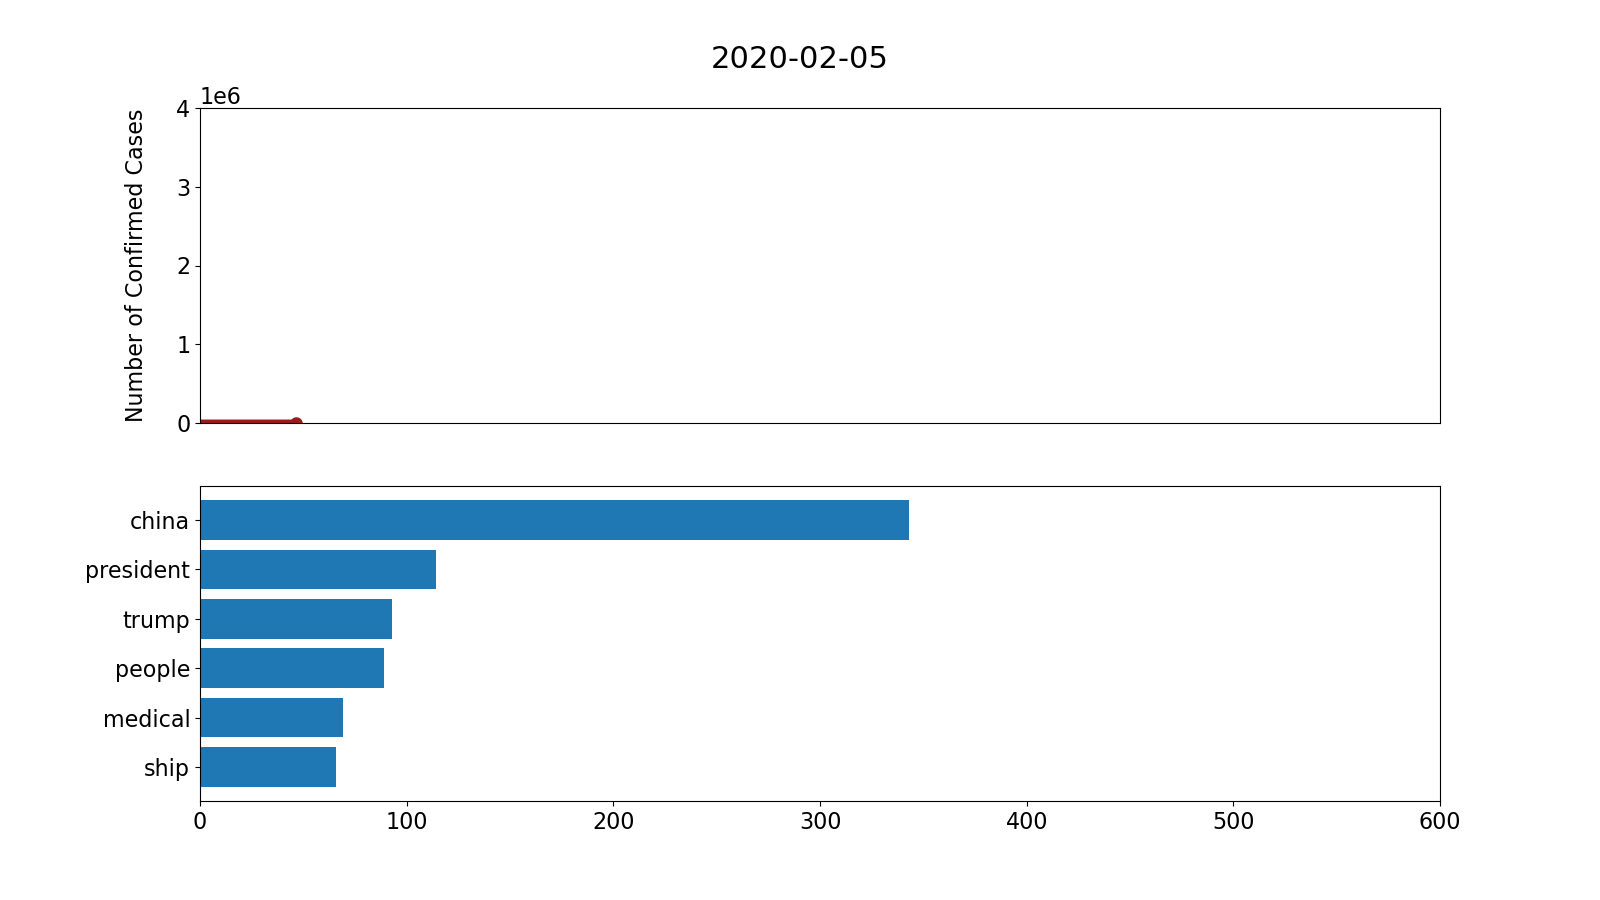 2020-02-05
1e6
Number of Confirmed Cases
4
3
2
1
0
china
president
trump
people
medical
ship
0 100 200 300 400 500 600